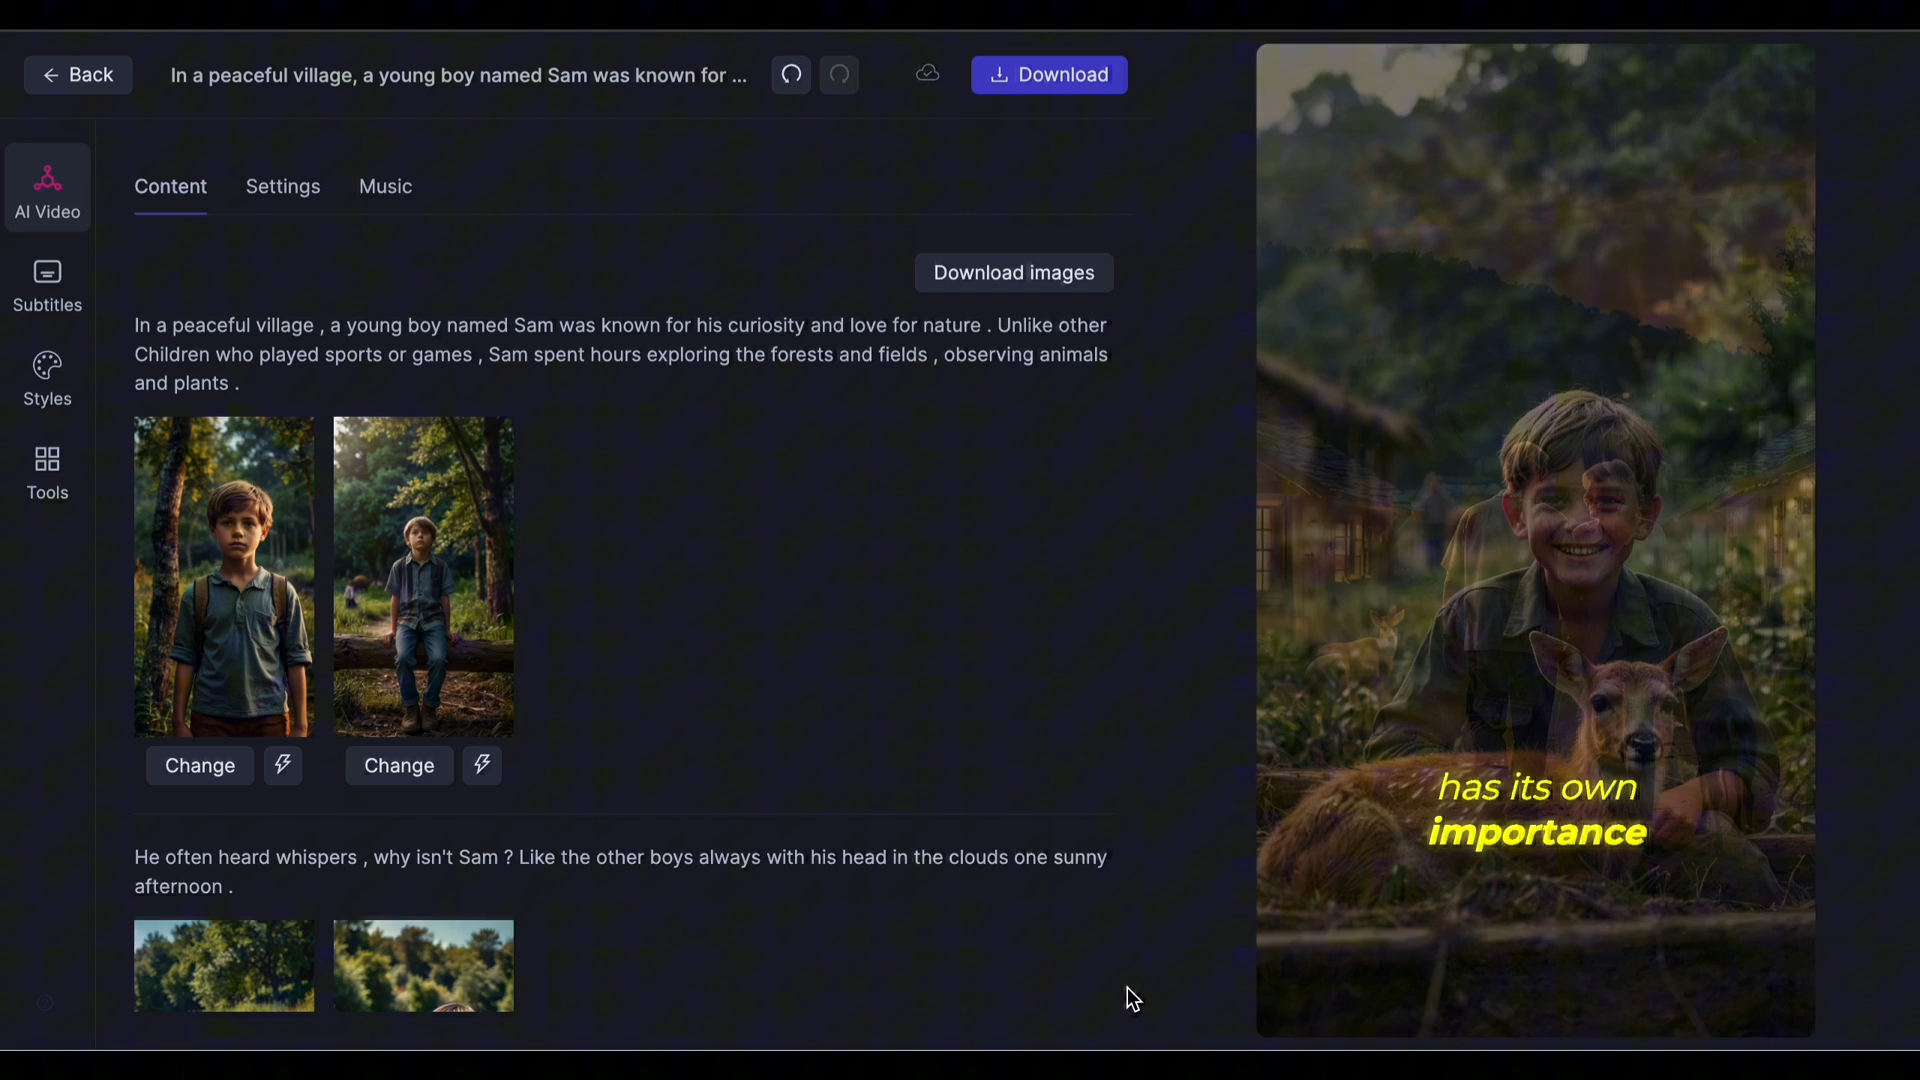 Back
In a peaceful village, a young boy named Sam was known for ...
Download
AI Video
Subtitles
Styles
Tools
Content
Settings
Music
Download images
In a peaceful village , a young boy named Sam was known for his curiosity and love for nature . Unlike other
Children who played sports or games , Sam spent hours exploring the forests and fields , observing animals
and plants .
Change
Change
He often heard whispers , why isn't Sam ? Like the other boys always with his head in the clouds one sunny
afternoon .
has its own
importance